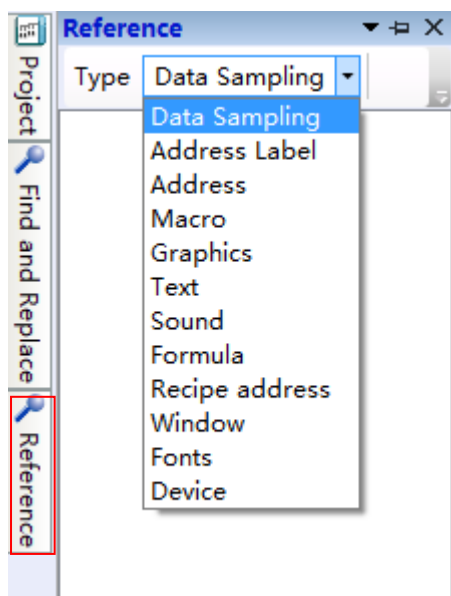 Project
Find and Replace
Reference
Reference
Type Data Sampling
Data Sampling
Address Label
Address
Macro
Graphics
Text
Sound
Formula
Recipe address
Window
Fonts
Device